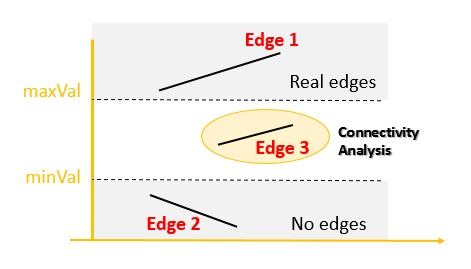 Edge 1
Real edges
maxVal
Connectivity
Analysis
Edge 3
minVal
Edge 2
No edges